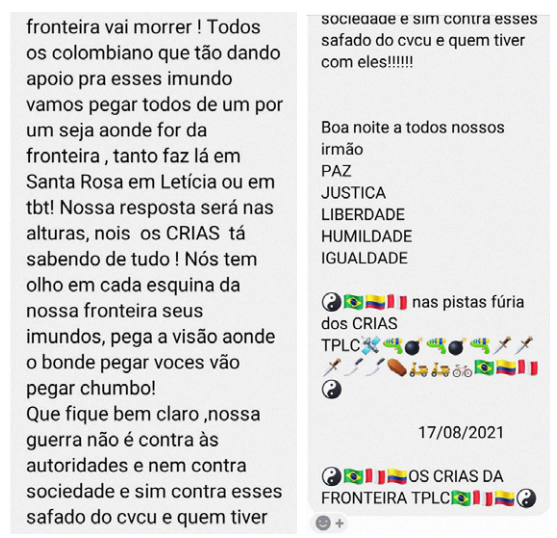 fronteira vai morrer ! Todos
os colombiano que tão dando
apoio pra esses imundo
vamos pegar todos de um por
um seja aonde for da
fronteira , tanto faz lá em
Santa Rosa em Letícia ou em
tbt! Nossa resposta será nas
alturas, nois  os CRIAS  tá
sabendo de tudo ! Nós tem
olho em cada esquina da
nossa fronteira seus
imundos, pega a visão aonde
o bonde pegar voces vão
pegar chumbo!
Que fique bem claro ,nossa
guerra não é contra às
autoridades e nem contra
sociedade e sim contra esses
safado do cvcu e quem tiver
sociedade e sim contra esses
safado do cvcu e quem tiver
com eles!!!!!!
Boa noite a todos nossos
irmão
PAZ
JUSTICA
LIBERDADE
HUMILDADE
IGUALDADE
☯️🇧🇷🇨🇴🇵🇪 nas pistas fúria
dos CRIAS
TPLC💸🔫💣🔫💣🔫🗡️🗡️
🗡️🔪🔪⚰️🛵🛵🚲🇧🇷🇨🇴🇵🇪
☯️
17/08/2021
☯️🇧🇷🇵🇪🇨🇴OS CRIAS DA
FRONTEIRA TPLC🇧🇷🇵🇪🇨🇴☯️